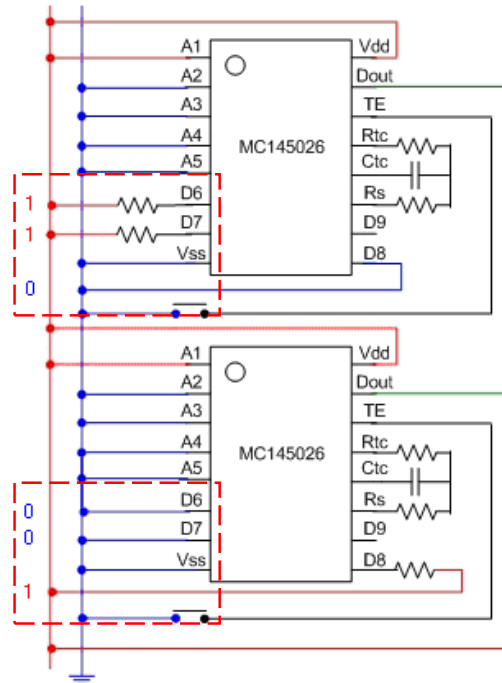 A1 Vdd
A2 Dout
A3 TE
A4 Rtc
MC145026
A5 Ctc
1 D6 Rs
1 D7 D9
Vss D8
0
A1 Vdd
A2 Dout
A3 TE
A4 Rtc
MC145026
A5 Ctc
0 D6 Rs
0 D7 D9
Vss D8
1